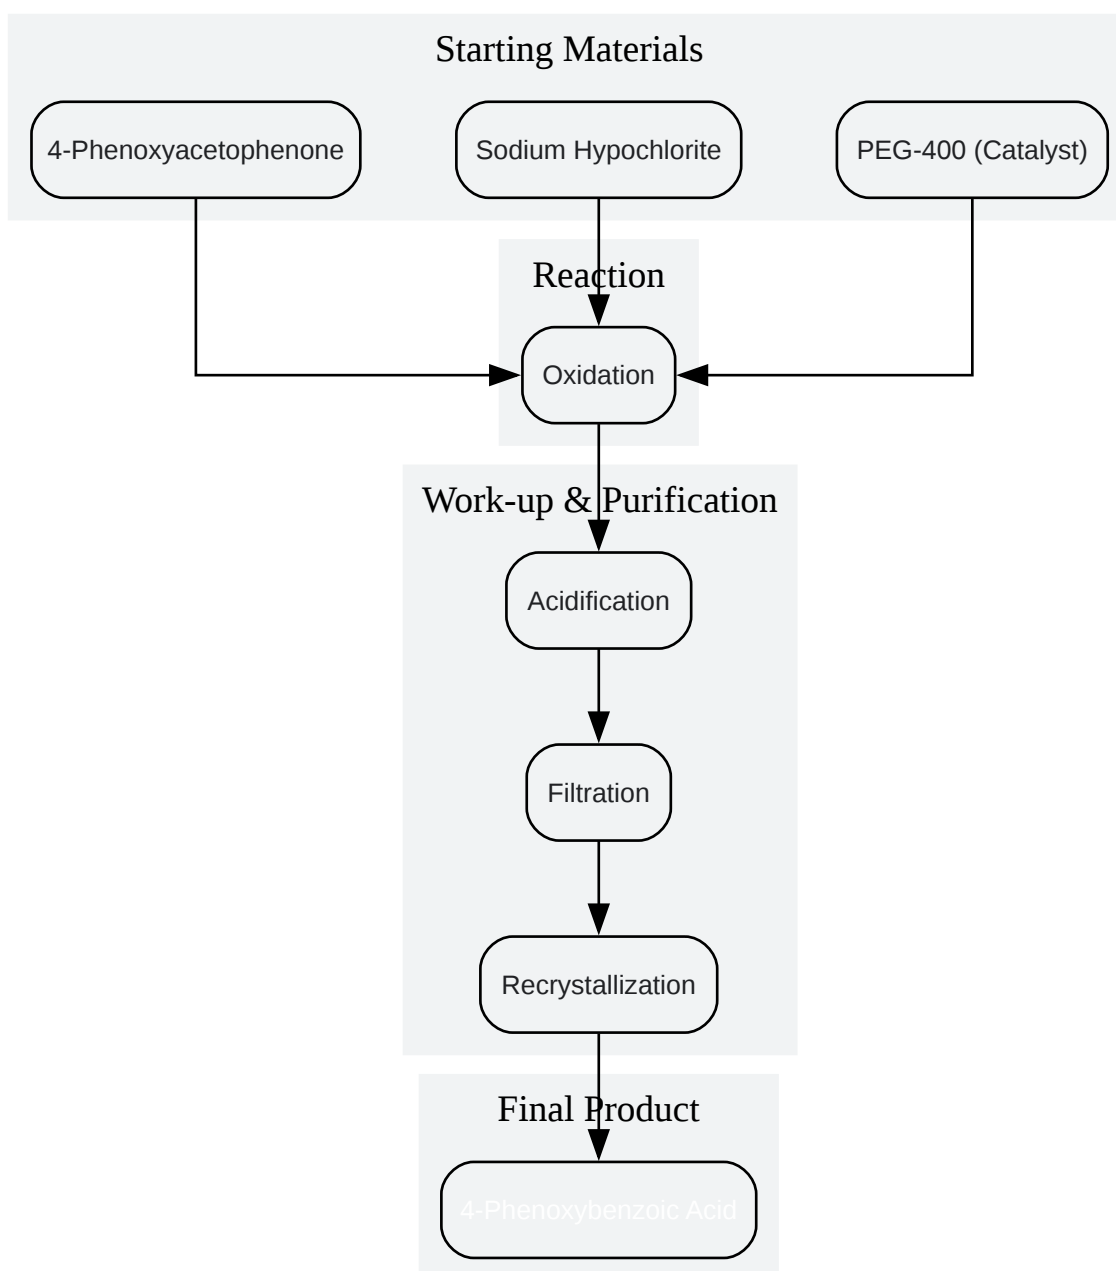 Starting Materials
4-Phenoxyacetophenone
Sodium Hypochlorite
PEG-400 (Catalyst)
Reaction
Oxidation
Work-up & Purification
Acidification
Filtration
Recrystallization
Final Product
4-Phenoxybenzoic Acid